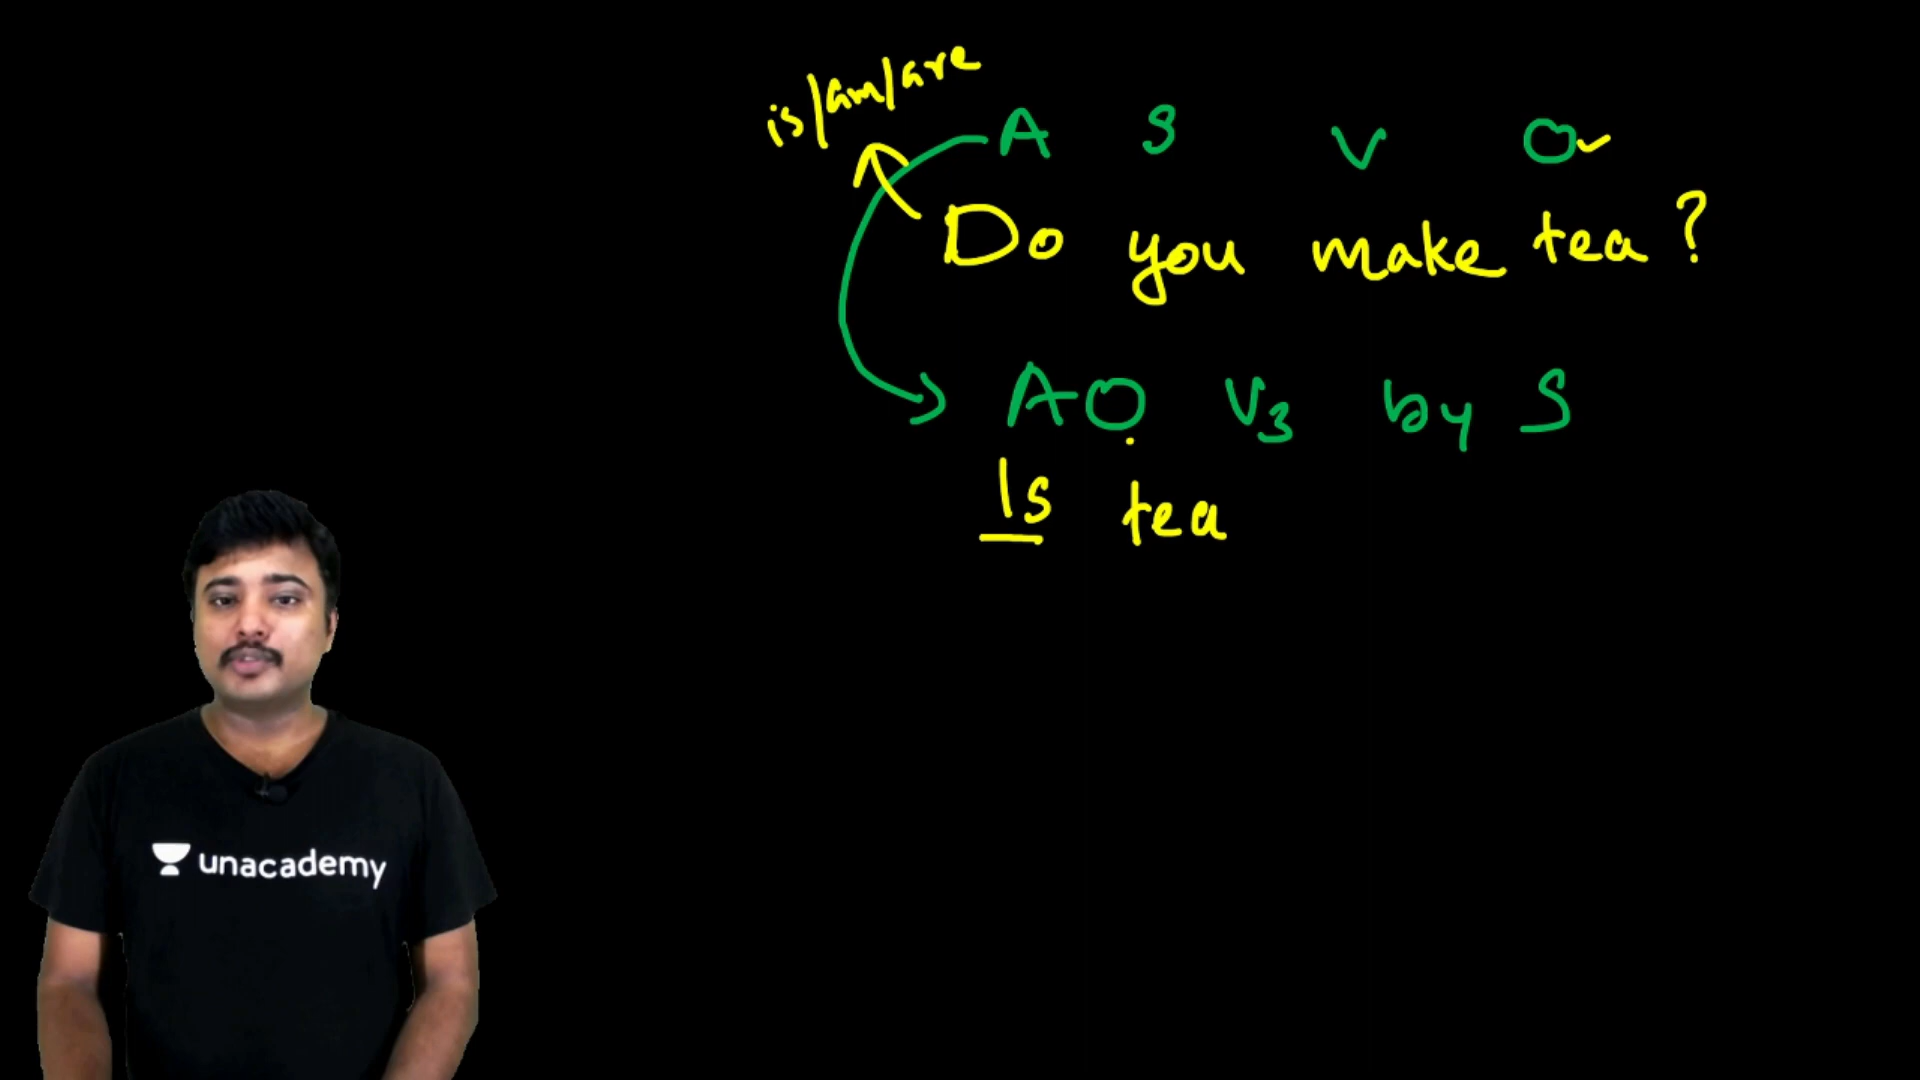 is/am/are
A S V O
Do you make tea ?
A O V3 by S
Is tea
unacademy